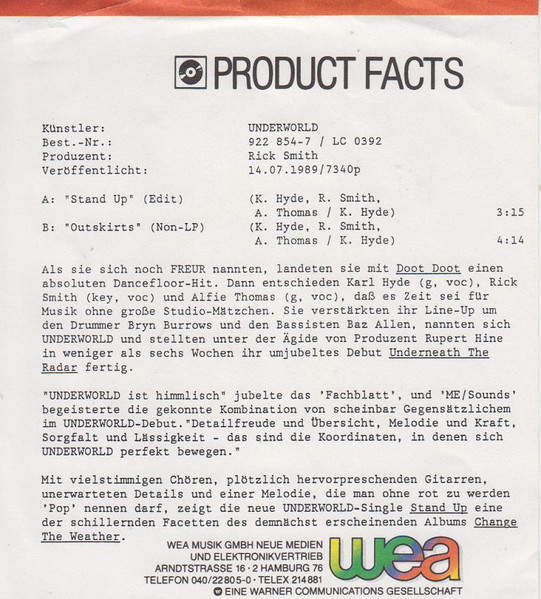 PRODUCT FACTS
Künstler: UNDERWORLD
Best.-Nr.: 922 854-7 / LC 0392
Produzent: Rick Smith
Veröffentlicht: 14.07.1989/7340p
A: "Stand Up" (Edit) (K. Hyde, R. Smith,
A. Thomas / K. Hyde) 3:15
B: "Outskirts" (Non-LP) (K. Hyde, R. Smith,
A. Thomas / K. Hyde) 4:14
Als sie sich noch FREUR nannten, landeten sie mit Doot Doot einen
absoluten Dancefloor-Hit. Dann entschieden Karl Hyde (g, voc), Rick
Smith (key, voc) und Alfie Thomas (g, voc), daß es Zeit sei für
Musik ohne große Studio-Mätzchen. Sie verstärkten ihr Line-Up um
den Drummer Bryn Burrows und den Bassisten Baz Allen, nannten sich
UNDERWORLD und stellten unter der Ägide von Produzent Rupert Hine
in weniger als sechs Wochen ihr umjubeltes Debut Underneath The
Radar fertig.
"UNDERWORLD ist himmlisch" jubelte das 'Fachblatt', und 'ME/Sounds'
begeisterte die gekonnte Kombination von scheinbar Gegensätzlichem
im UNDERWORLD-Debut."Detailfreude und Übersicht, Melodie und Kraft,
Sorgfalt und Lässigkeit - das sind die Koordinaten, in denen sich
UNDERWORLD perfekt bewegen."
Mit vielstimmigen Chören, plötzlich hervorpreschenden Gitarren,
unerwarteten Details und einer Melodie, die man ohne rot zu werden
'Pop' nennen darf, zeigt die neue UNDERWORLD-Single Stand Up eine
der schillernden Facetten des demnächst erscheinenden Albums Change
The Weather.
WEA MUSIK GMBH NEUE MEDIEN
UND ELEKTRONIKVERTRIEB
ARNDTSTRASSE 16 · 2 HAMBURG 76
TELEFON 040/22805-0 · TELEX 214881
EINE WARNER COMMUNICATIONS GESELLSCHAFT
wea